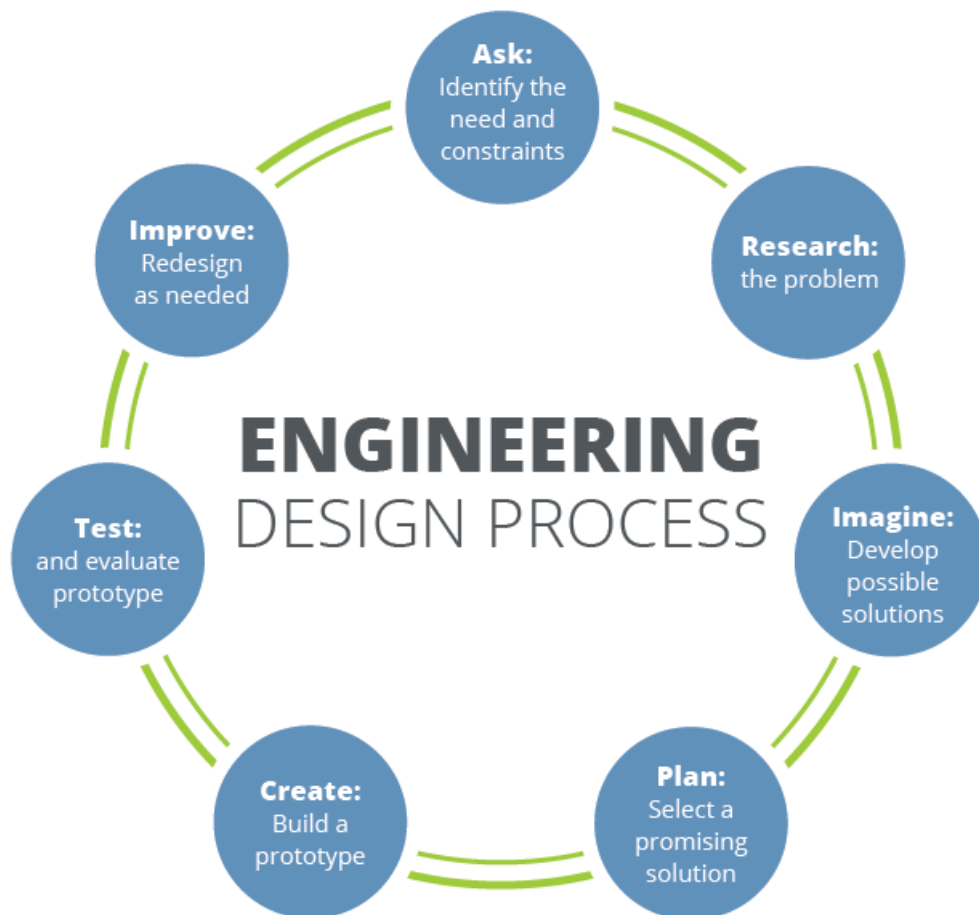 Ask:
Identify the
need and
constraints
Research:
the problem
Imagine:
Develop
possible
solutions
Plan:
Select a
promising
solution
Create:
Build a
prototype
Test:
and evaluate
prototype
Improve:
Redesign
as needed
ENGINEERING
DESIGN PROCESS